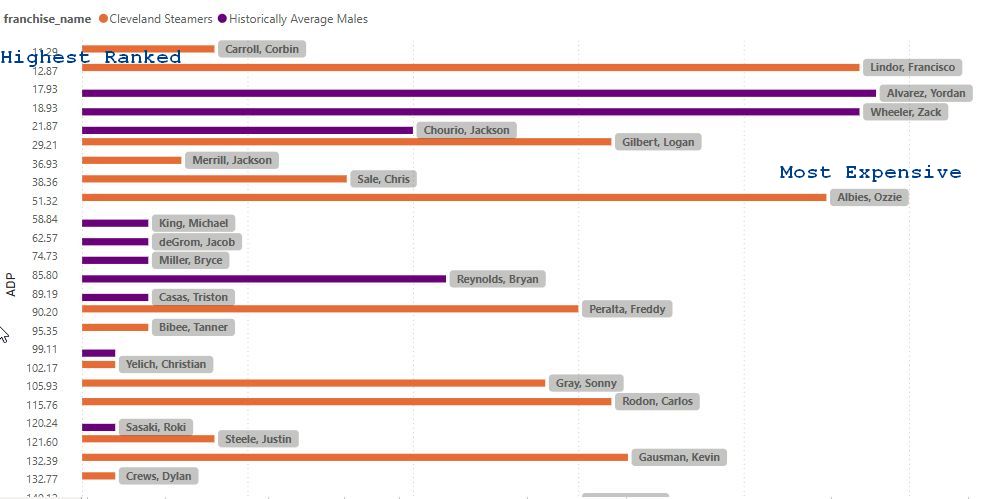 franchise_name Cleveland Steamers Historically Average Males
11.29 Carroll, Corbin
Highest Ranked
12.87 Lindor, Francisco
17.93 Alvarez, Yordan
18.93 Wheeler, Zack
21.87 Chourio, Jackson
29.21 Gilbert, Logan
36.93 Merrill, Jackson
Most Expensive
38.36 Sale, Chris
51.32 Albies, Ozzie
58.84 King, Michael
62.57 deGrom, Jacob
74.73 Miller, Bryce
85.80 Reynolds, Bryan
ADP
89.19 Casas, Triston
90.20 Peralta, Freddy
95.35 Bibee, Tanner
99.11
102.17 Yelich, Christian
105.93 Gray, Sonny
115.76 Rodon, Carlos
120.24 Sasaki, Roki
121.60 Steele, Justin
132.39 Gausman, Kevin
132.77 Crews, Dylan